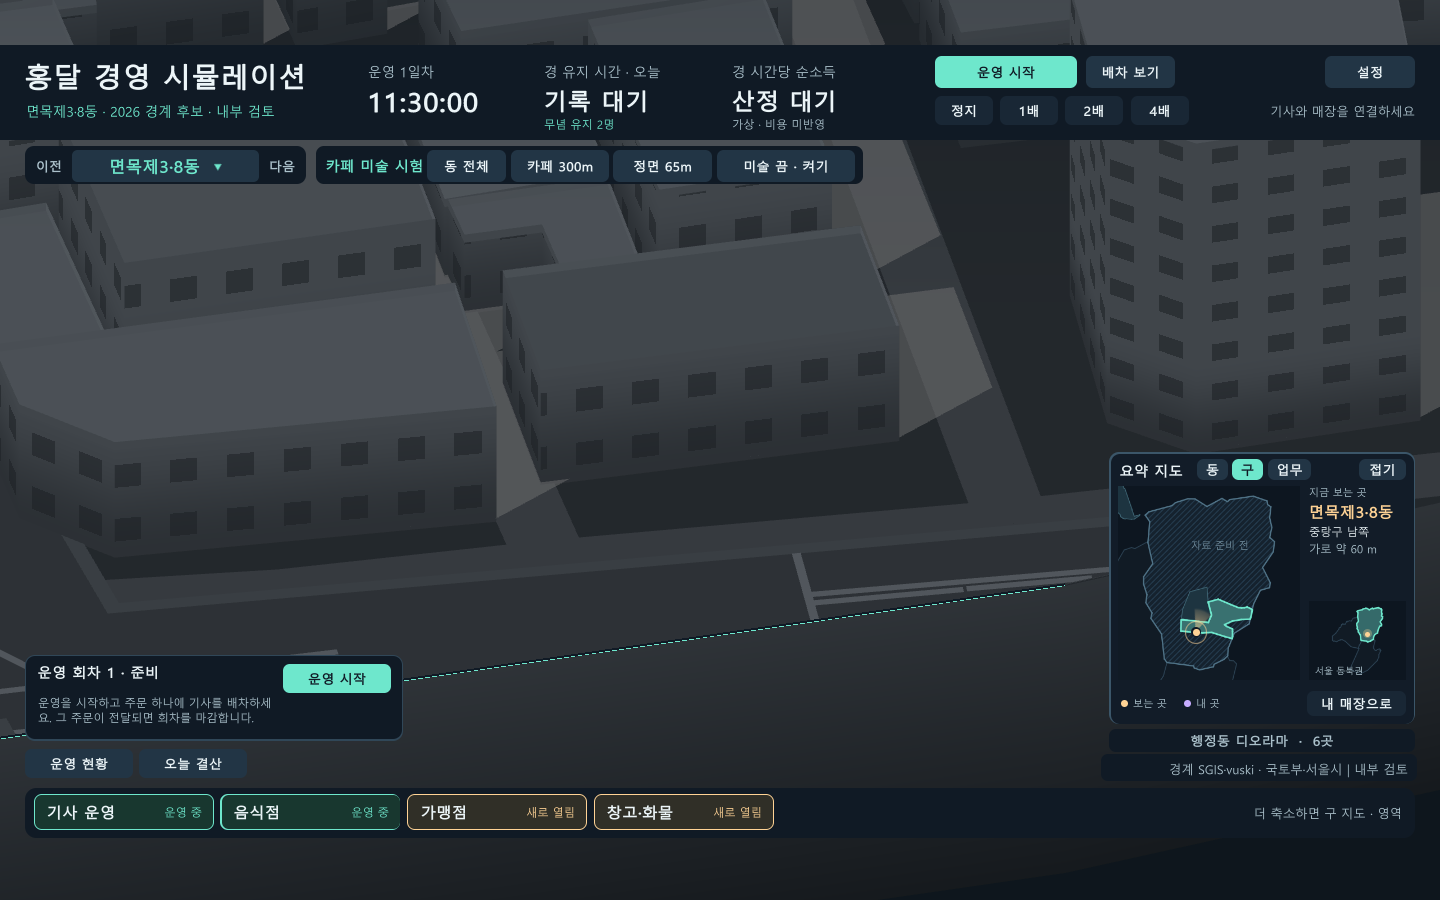 홍달 경영 시뮬레이션
면목제3·8동 · 2026 경계 후보 · 내부 검토
운영 1일차
11:30:00
경 유지 시간 · 오늘
기록 대기
무념 유지 2명
경 시간당 순소득
산정 대기
가상 · 비용 미반영
운영 시작
배차 보기
설정
정지
1배
2배
4배
기사와 매장을 연결하세요
이전
면목제3·8동 ▼
다음
카페 미술 시험
동 전체
카페 300m
정면 65m
미술 끔 · 켜기
요약 지도
동
구
업무
접기
자료 준비 전
지금 보는 곳
면목제3·8동
중랑구 남쪽
가로 약 60 m
서울 동북권
보는 곳
내 곳
내 매장으로
행정동 디오라마 · 6곳
경계 SGIS·vuski · 국토부·서울시 | 내부 검토
운영 회차 1 · 준비
운영 시작
운영을 시작하고 주문 하나에 기사를 배차하세
요. 그 주문이 전달되면 회차를 마감합니다.
운영 현황
오늘 결산
기사 운영
운영 중
음식점
운영 중
가맹점
새로 열림
창고·화물
새로 열림
더 축소하면 구 지도 · 영역